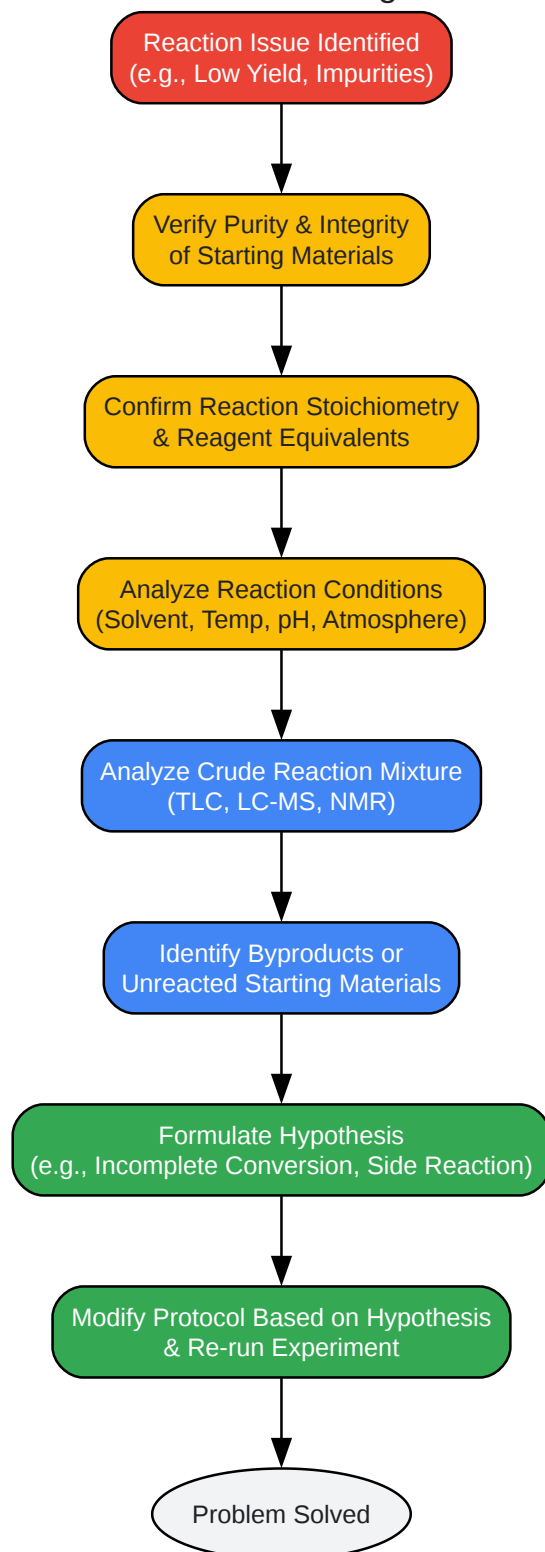 Reaction Issue Identified
(e.g., Low Yield, Impurities)
Verify Purity & Integrity
of Starting Materials
Confirm Reaction Stoichiometry
& Reagent Equivalents
Analyze Reaction Conditions
(Solvent, Temp, pH, Atmosphere)
Analyze Crude Reaction Mixture
(TLC, LC-MS, NMR)
Identify Byproducts or
Unreacted Starting Materials
Formulate Hypothesis
(e.g., Incomplete Conversion, Side Reaction)
Modify Protocol Based on Hypothesis
& Re-run Experiment
Problem Solved